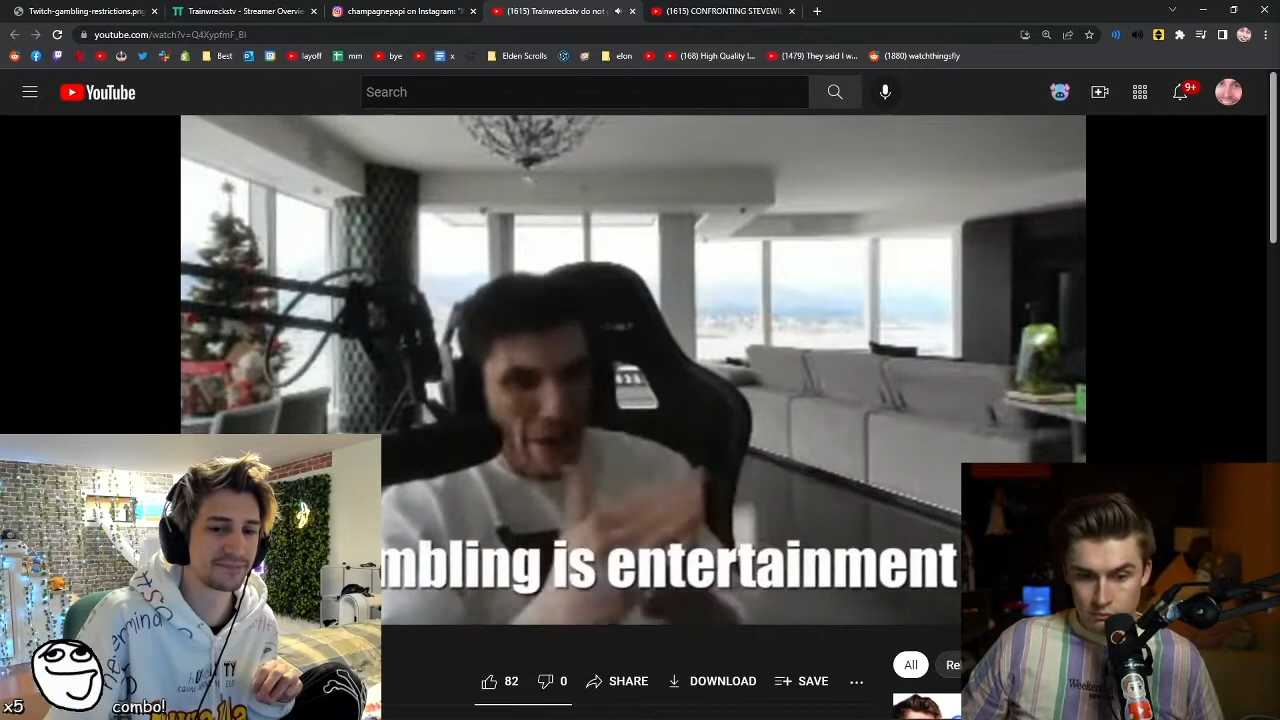 Twitch-gambling-restrictions.png
Trainwreckstv - Streamer Overvie
champagnepapi on Instagram: "
(1615) Trainwreckstv do not
(1615) CONFRONTING STEVEWIL
youtube.com/watch?v=Q4XypfmF_BI
Best
layoff
mm
bye
x
Elden Scrolls
elon
(168) High Quality I...
(1479) They said I w...
(1880) watchthingsfly
YouTube
Search
9+
mbling is entertainment
82
0
SHARE
DOWNLOAD
SAVE
All
Re
nevermind
x5
combo!